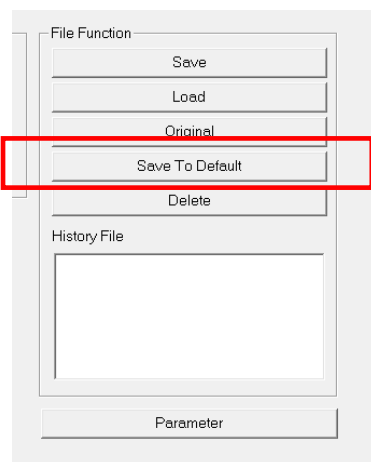 File Function
Save
Load
Original
Save To Default
Delete
History File
Parameter